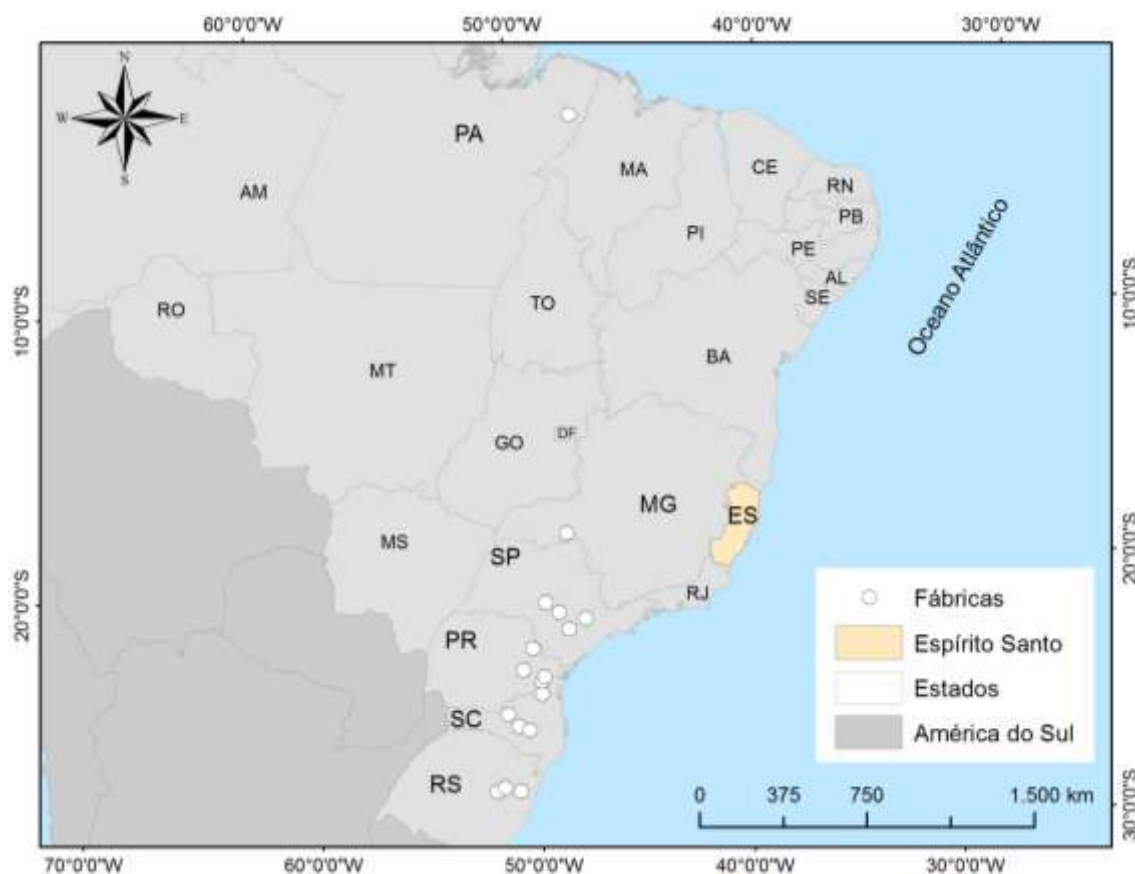 60°0'0"W 50°0'0"W 40°0'0"W 30°0'0"W
N
W E
S
PA
AM
MA
CE
RN
PB
PI
PE
AL
SE
RO
TO
10°0'0"S
10°0'0"S
Oceano Atlântico
MT
BA
GO
DF
MG
ES
MS
SP
RJ
20°0'0"S
20°0'0"S
PR
SC
RS
Fábricas
Espírito Santo
Estados
América do Sul
0 375 750 1.500 km
30°0'0"S
70°0'0"W 60°0'0"W 50°0'0"W 40°0'0"W 30°0'0"W